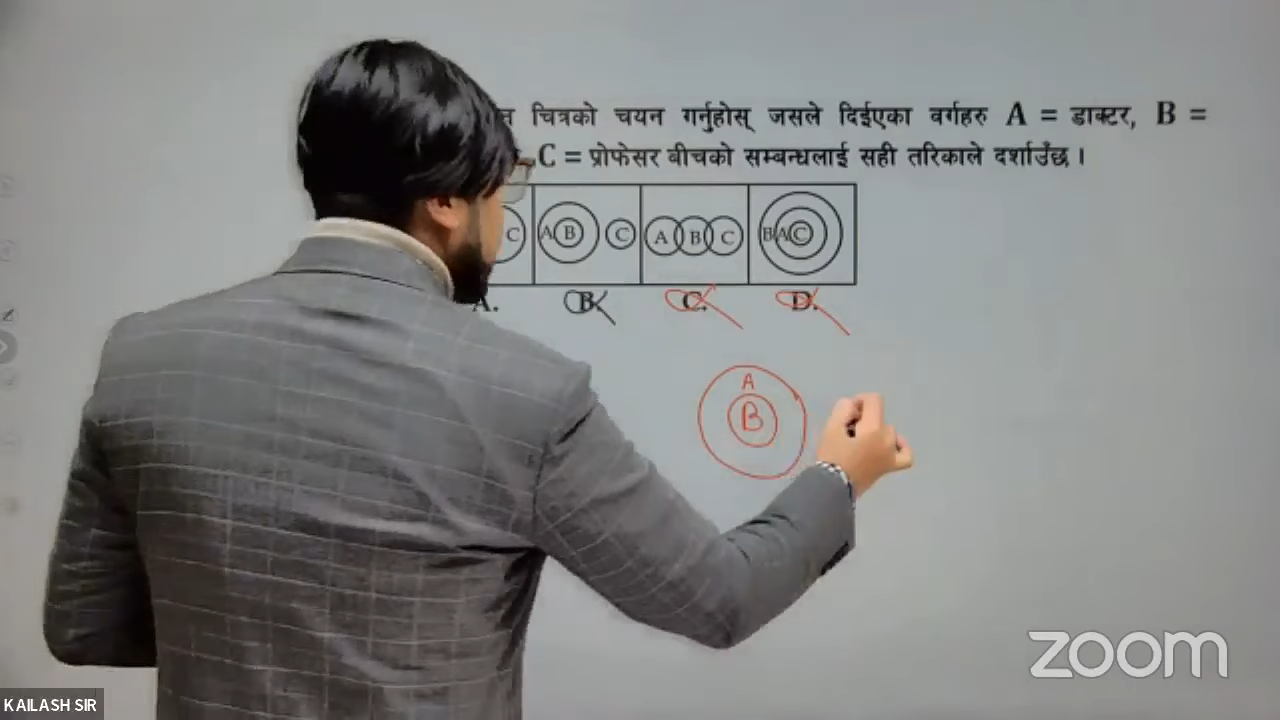 चित्रको चयन गर्नुहोस् जसले दिईएका वर्गहरु A = डाक्टर, B =
C = प्रोफेसर बीचको सम्बन्धलाई सही तरिकाले दर्शाउँछ ।
C A B C A B C B A C
A. B. C. D.
A
B
zoom
KAILASH SIR